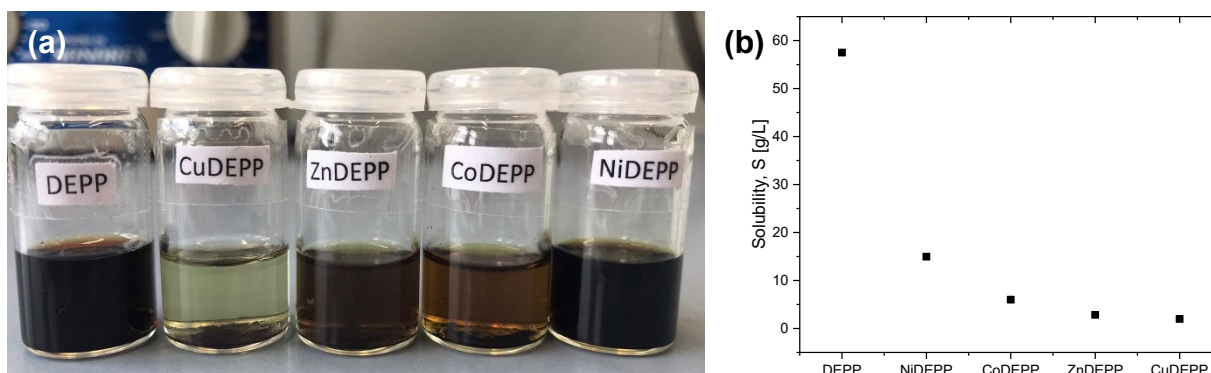 (a)
DEPP
CuDEPP
ZnDEPP
CoDEPP
NiDEPP
(b)
Solubility, S [g/L]
60
50
40
30
20
10
0
DEPP NiDEPP CoDEPP ZnDEPP CuDEPP